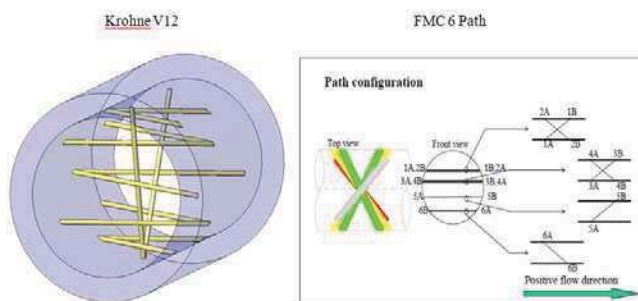 Krohne V12
FMC 6 Path
Path configuration
Top view
Front view
1A,2B
1B,2A
3A,4B
3B,4A
5A
5B
6B
6A
2A 1B
1A 2B
4A 3B
3A 4B
5B
5A
6A
6B
Positive flow direction